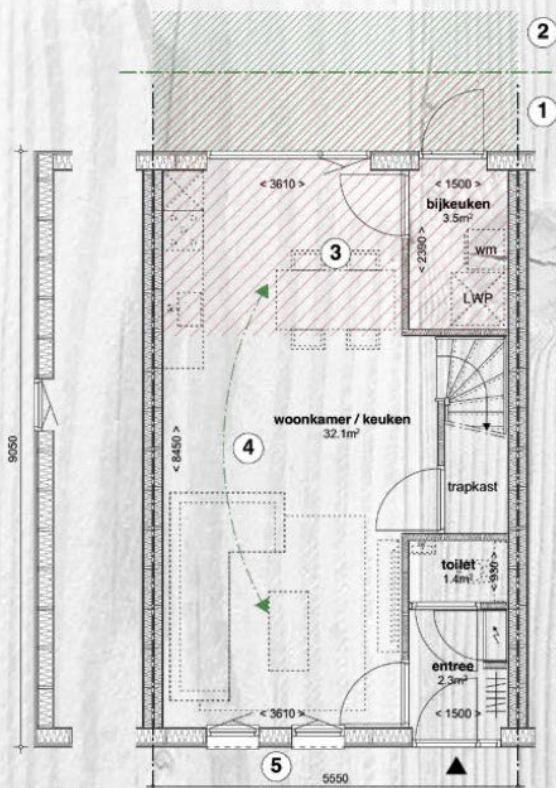 2
1
< 3610 >
< 1500 >
bijkeuken
3.5m²
3
< 2390 >
wm
LWP
woonkamer / keuken
32.1m²
9050
< 8450 >
4
trapkast
toilet
1.4m²
< 930 >
entree
2.3m²
< 3610 >
< 1500 >
5
5550